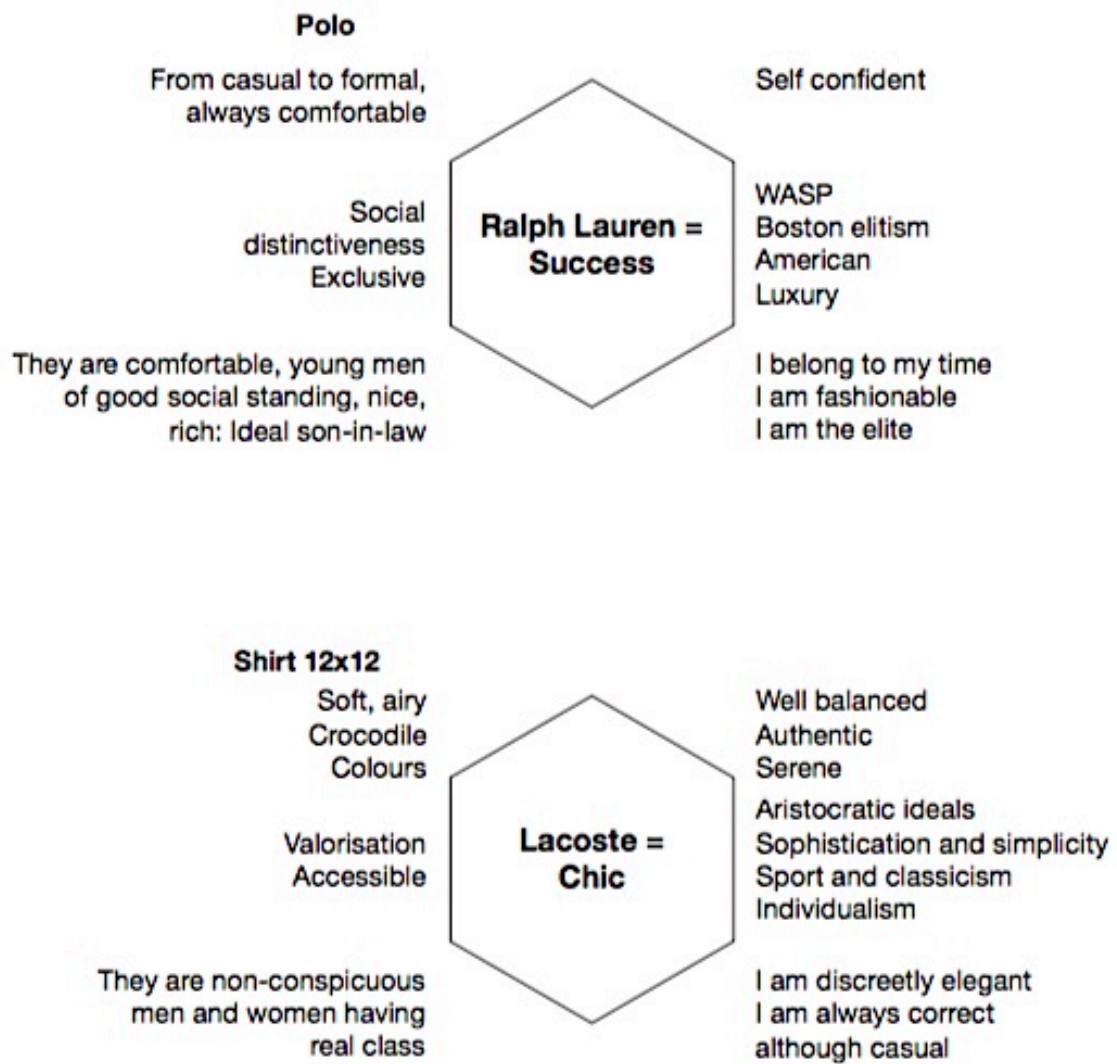 Polo
From casual to formal,
always comfortable
Self confident
Social
distinctiveness
Exclusive
Ralph Lauren =
Success
WASP
Boston elitism
American
Luxury
They are comfortable, young men
of good social standing, nice,
rich: Ideal son-in-law
I belong to my time
I am fashionable
I am the elite
Shirt 12x12
Soft, airy
Crocodile
Colours
Well balanced
Authentic
Serene
Valorisation
Accessible
Lacoste =
Chic
Aristocratic ideals
Sophistication and simplicity
Sport and classicism
Individualism
They are non-conspicuous
men and women having
real class
I am discreetly elegant
I am always correct
although casual